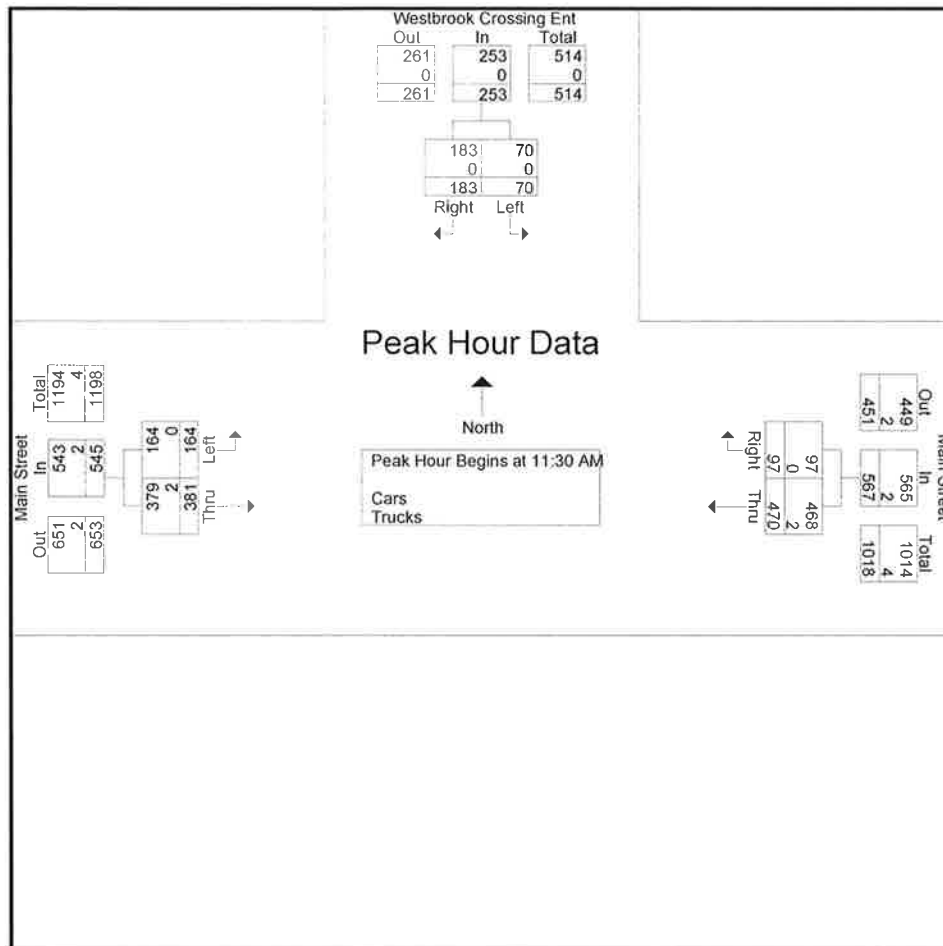 Westbrook Crossing Ent
Out In Total
261 253 514
0 0 0
261 253 514
183 70
0 0
183 70
Right Left
Peak Hour Data
North
Peak Hour Begins at 11:30 AM
Cars
Trucks
Main Street
Out In Total
651 543 1194
2 2 4
653 545 1198
Left
164
0
164
Thru
379
2
381
Main Street
Out In Total
449 565 1014
2 2 4
451 567 1018
Right
97
0
97
Thru
468
2
470